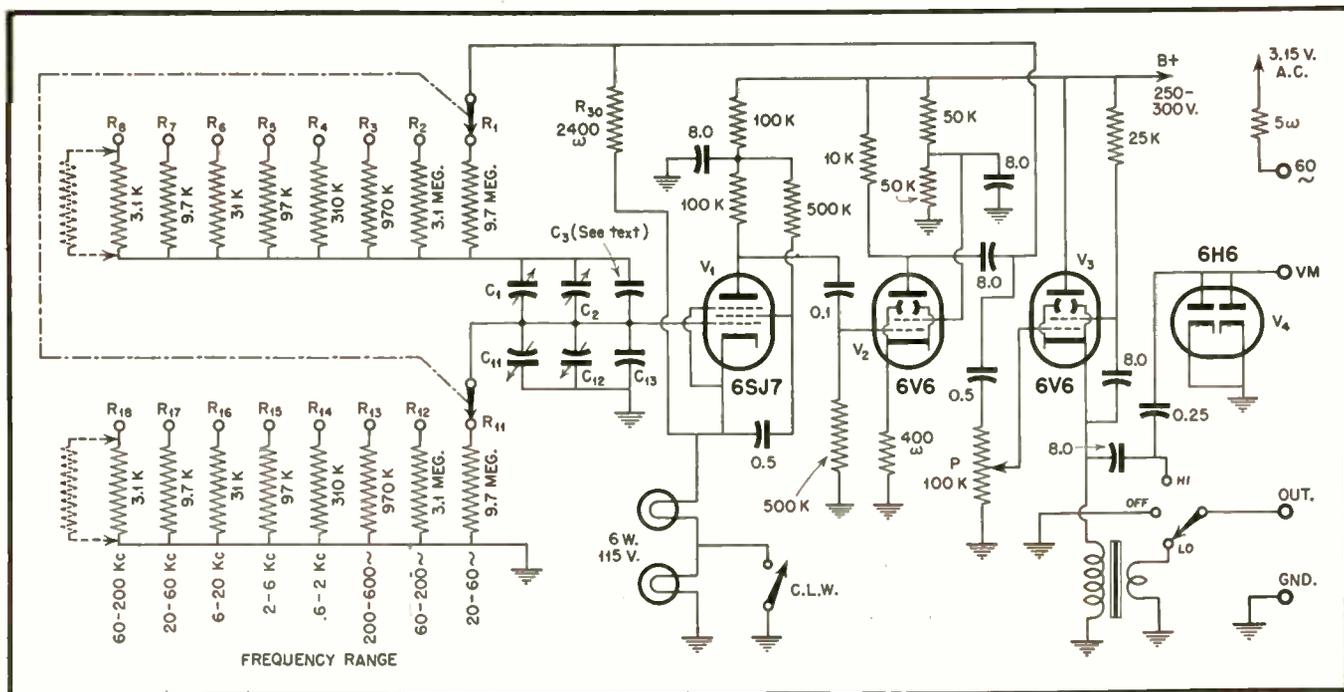 R8
R7
R6
R5
R4
R3
R2
R1
3.1 K
9.7 K
31 K
97 K
310 K
970 K
3.1 MEG.
9.7 MEG.
R30
2400
ω
8.0
100 K
100 K
500 K
C3 (See text)
C1
C2
C11
C12
C13
V1
6SJ7
0.5
0.1
500 K
10 K
50 K
50K
8.0
8.0
V2
6V6
400
ω
0.5
P
100 K
V3
6V6
B+
250-
300 V.
25 K
8.0
8.0
3.15 V.
A.C.
5ω
60
~
6H6
VM
V4
0.25
HI
OFF
LO
OUT.
GND.
6 W.
115 V.
C.L.W.
R18
R17
R16
R15
R14
R13
R12
R11
3.1 K
9.7 K
31 K
97 K
310 K
970 K
3.1 MEG.
9.7 MEG.
60-200 KC
20-60 KC
6-20 KC
2-6 KC
.6-2 KC
200-600~
60-200~
20-60~
FREQUENCY RANGE